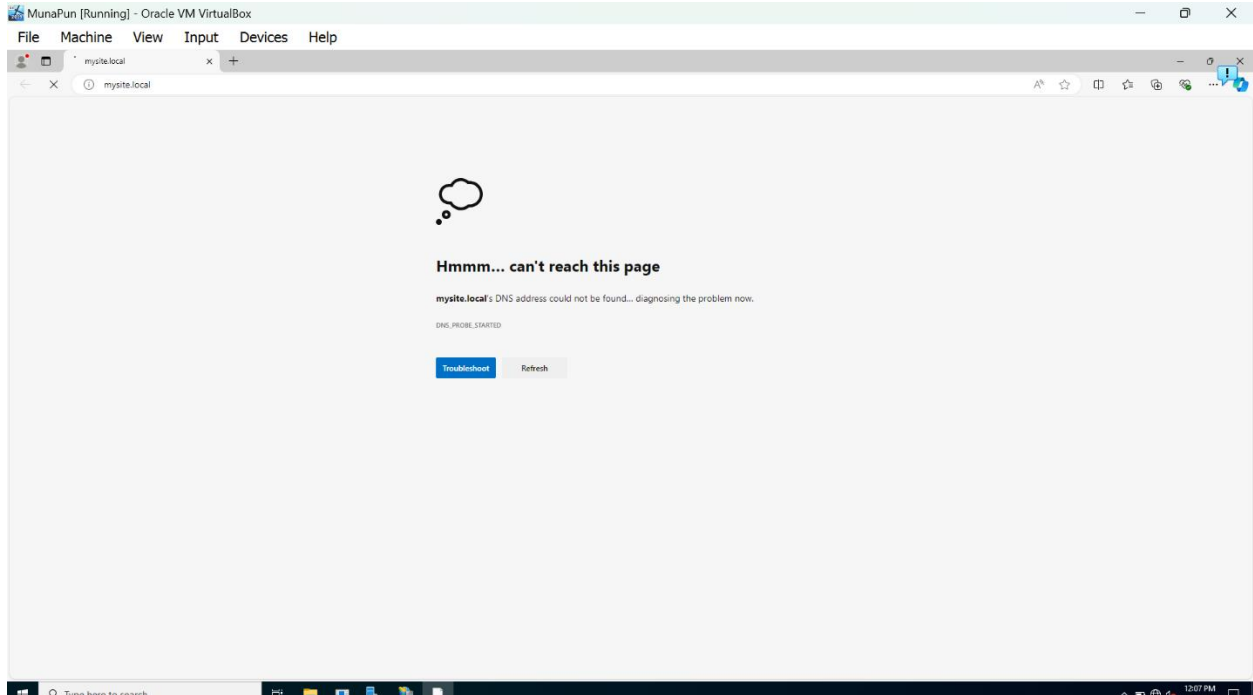 MunaPun [Running] - Oracle VM VirtualBox
File Machine View Input Devices Help
mysite.local
mysite.local
Hmmm... can't reach this page
mysite.local's DNS address could not be found... diagnosing the problem now.
DNS_PROBE_STARTED
Troubleshoot Refresh
Type here to search
12:07 PM